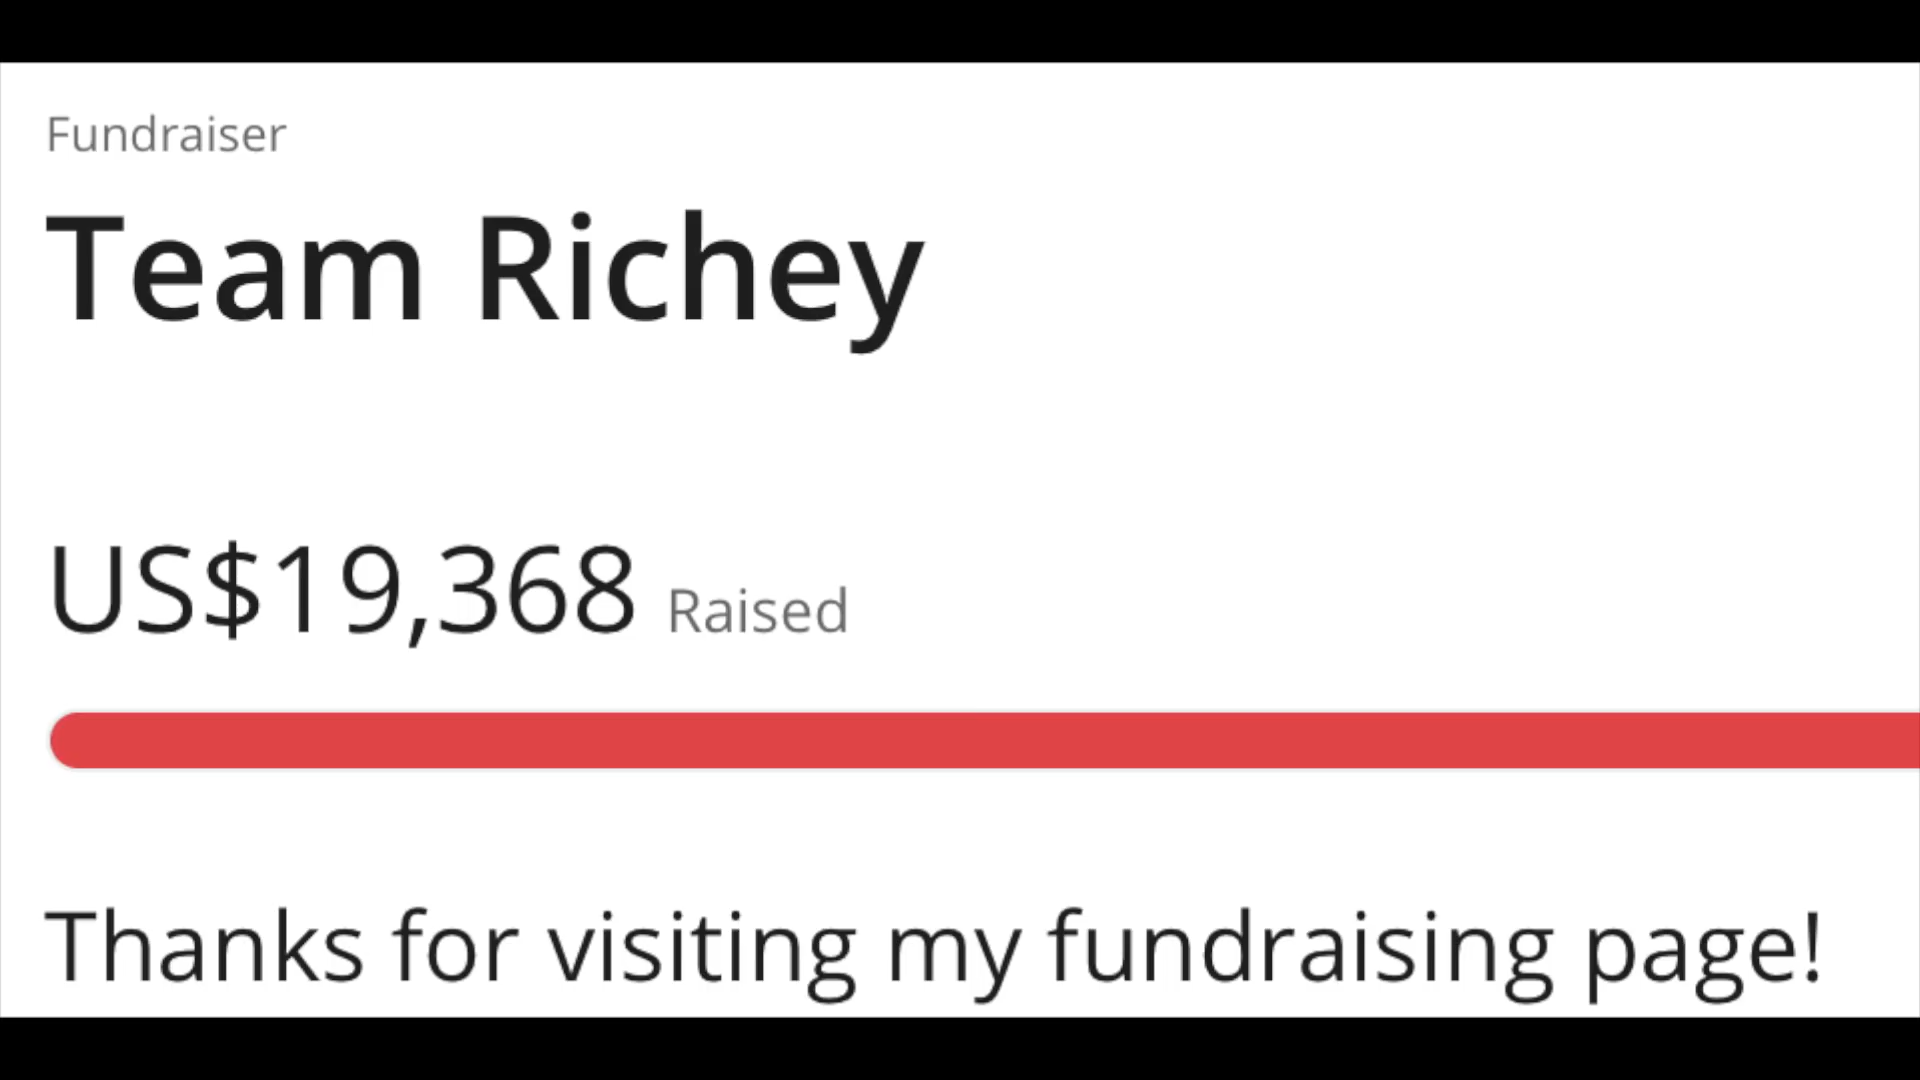 Fundraiser
Team Richey
US$19,368 Raised
Thanks for visiting my fundraising page!